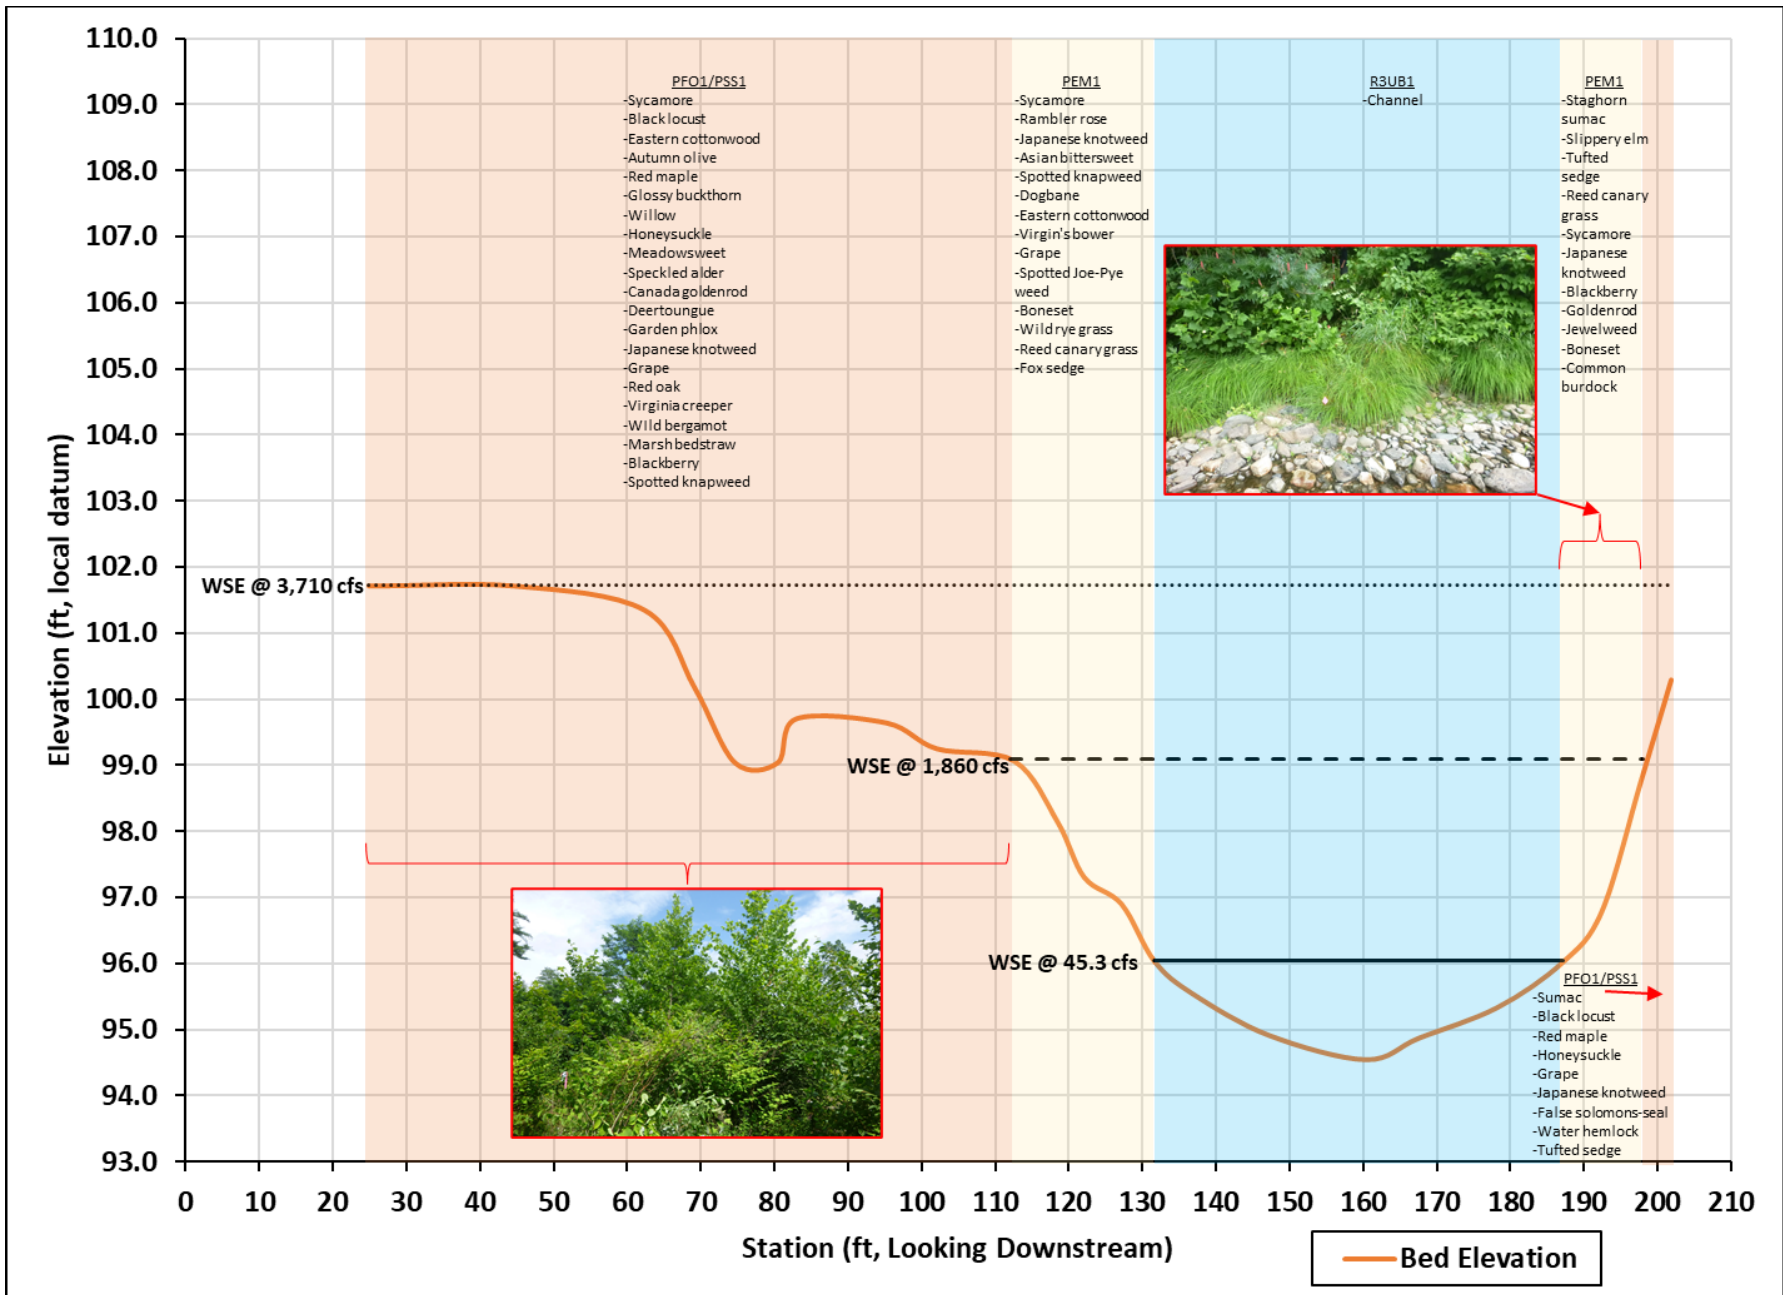 110.0
109.0
108.0
107.0
106.0
105.0
104.0
103.0
102.0
101.0
100.0
99.0
98.0
97.0
96.0
95.0
94.0
93.0
Elevation (ft, local datum)
PFO1/PSS1
-Sycamore
-Black locust
-Eastern cottonwood
-Autumn olive
-Red maple
-Glossy buckthorn
-Willow
-Honeysuckle
-Meadowsweet
-Speckled alder
-Canada goldenrod
-Deertoungue
-Garden phlox
-Japanese knotweed
-Grape
-Red oak
-Virginia creeper
-WIld bergamot
-Marsh bedstraw
-Blackberry
-Spotted knapweed
PEM1
-Sycamore
-Rambler rose
-Japanese knotweed
-Asian bittersweet
-Spotted knapweed
-Dogbane
-Eastern cottonwood
-Virgin's bower
-Grape
-Spotted Joe-Pye
weed
-Boneset
-Wild rye grass
-Reed canary grass
-Fox sedge
R3UB1
-Channel
PEM1
-Staghorn
sumac
-Slippery elm
-Tufted
sedge
-Reed canary
grass
-Sycamore
-Japanese
knotweed
-Blackberry
-Goldenrod
-Jewelweed
-Boneset
-Common
burdock
WSE @ 3,710 cfs
WSE @ 1,860 cfs
WSE @ 45.3 cfs
PFO1/PSS1
-Sumac
-Black locust
-Red maple
-Honeysuckle
-Grape
-Japanese knotweed
-False solomons-seal
-Water hemlock
-Tufted sedge
0 10 20 30 40 50 60 70 80 90 100 110 120 130 140 150 160 170 180 190 200 210
Station (ft, Looking Downstream)
Bed Elevation